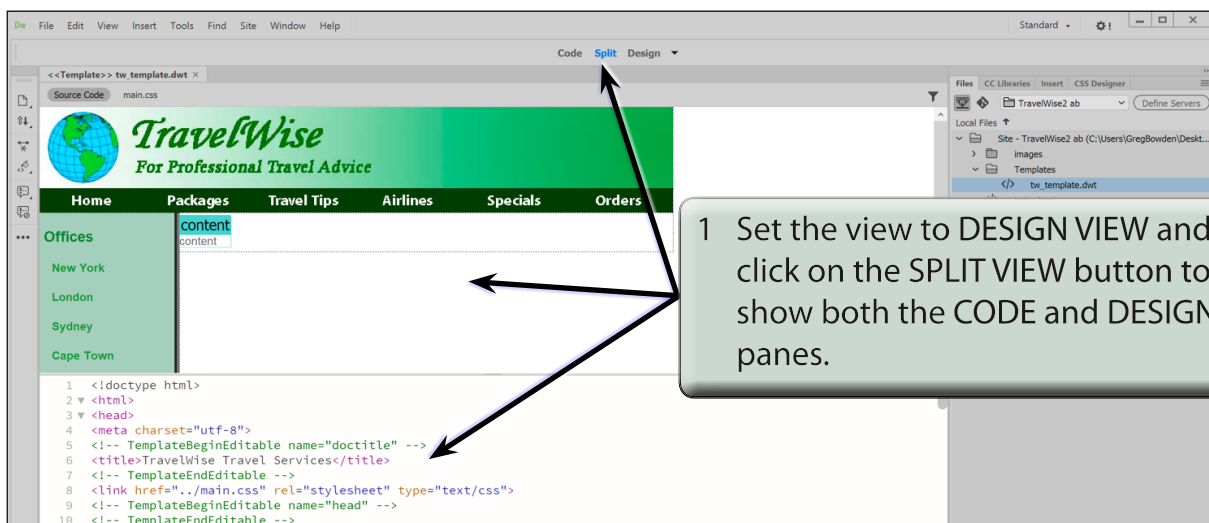 Dw File Edit View Insert Tools Find Site Window Help Standard
Code Split Design
<<Template>> tw_template.dwt ×
Source Code main.css
TravelWise
For Professional Travel Advice
Home Packages Travel Tips Airlines Specials Orders
Offices
New York
London
Sydney
Cape Town
content
content
Files CC Libraries Insert CSS Designer
TravelWise2 ab Define Servers
Local Files
Site - TravelWise2 ab (C:\Users\GregBowden\Deskt...
images
Templates
tw_template.dwt
1 Set the view to DESIGN VIEW and
click on the SPLIT VIEW button to
show both the CODE and DESIGN
panes.
1 <!doctype html>
2 <html>
3 <head>
4 <meta charset="utf-8">
5 <!-- TemplateBeginEditable name="doctitle" -->
6 <title>TravelWise Travel Services</title>
7 <!-- TemplateEndEditable -->
8 <link href="../main.css" rel="stylesheet" type="text/css">
9 <!-- TemplateBeginEditable name="head" -->
10 <!-- TemplateEndEditable -->